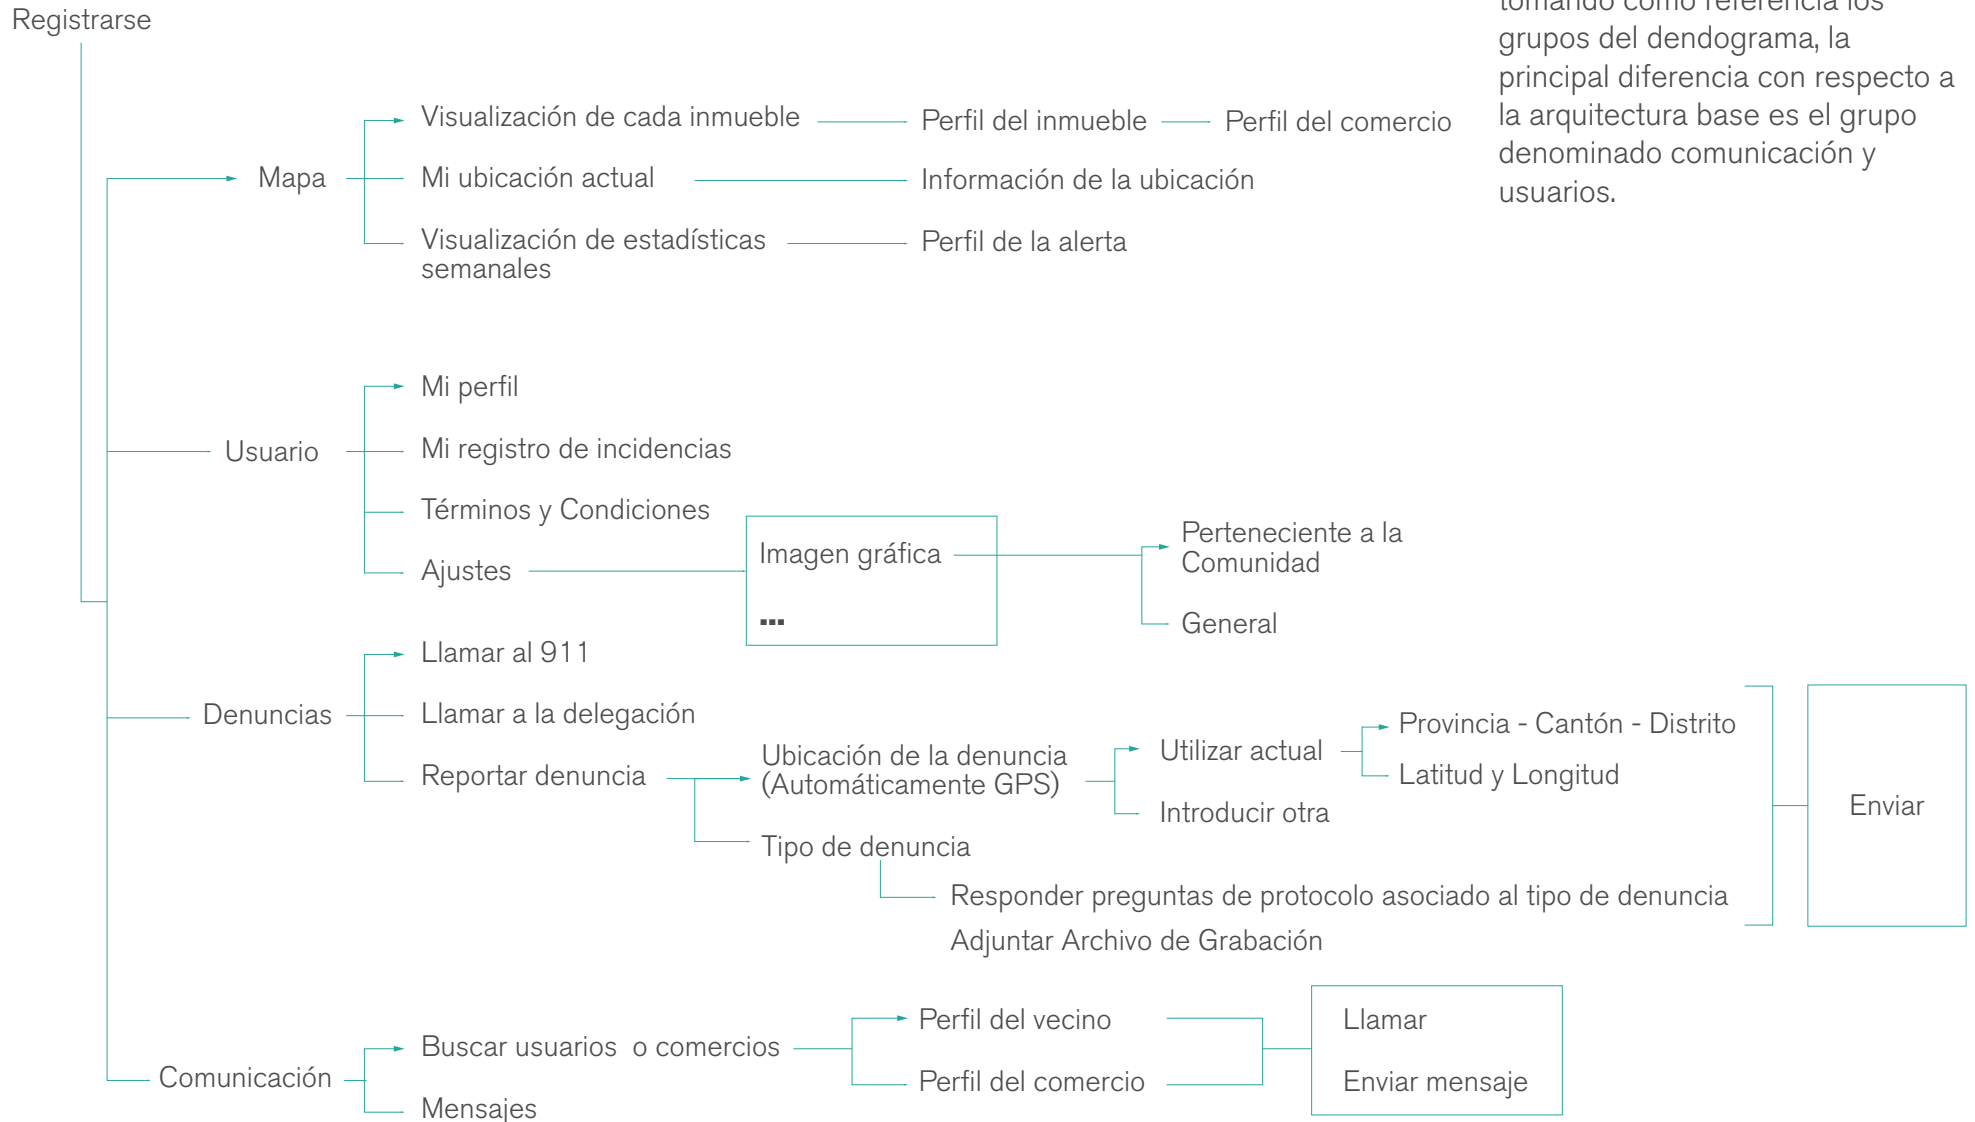 Registrarse
tomando como referencia los
grupos del dendograma, la
principal diferencia con respecto a
la arquitectura base es el grupo
denominado comunicación y
usuarios.
Mapa
Visualización de cada inmueble
Perfil del inmueble
Perfil del comercio
Mi ubicación actual
Información de la ubicación
Visualización de estadísticas
semanales
Perfil de la alerta
Usuario
Mi perfil
Mi registro de incidencias
Términos y Condiciones
Ajustes
Imagen gráfica
...
Perteneciente a la
Comunidad
General
Denuncias
Llamar al 911
Llamar a la delegación
Reportar denuncia
Ubicación de la denuncia
(Automáticamente GPS)
Utilizar actual
Provincia - Cantón - Distrito
Latitud y Longitud
Introducir otra
Tipo de denuncia
Responder preguntas de protocolo asociado al tipo de denuncia
Adjuntar Archivo de Grabación
Enviar
Comunicación
Buscar usuarios o comercios
Perfil del vecino
Perfil del comercio
Llamar
Enviar mensaje
Mensajes